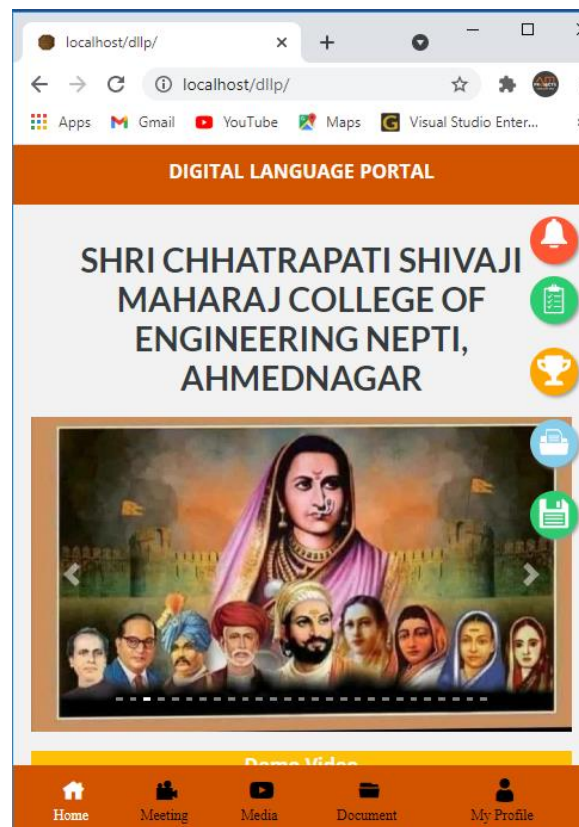 localhost/dllp/
localhost/dllp/
Apps Gmail YouTube Maps Visual Studio Enter...
DIGITAL LANGUAGE PORTAL
SHRI CHHATRAPATI SHIVAJI
MAHARAJ COLLEGE OF
ENGINEERING NEPTI,
AHMEDNAGAR
Demo Video
Home Meeting Media Document My Profile